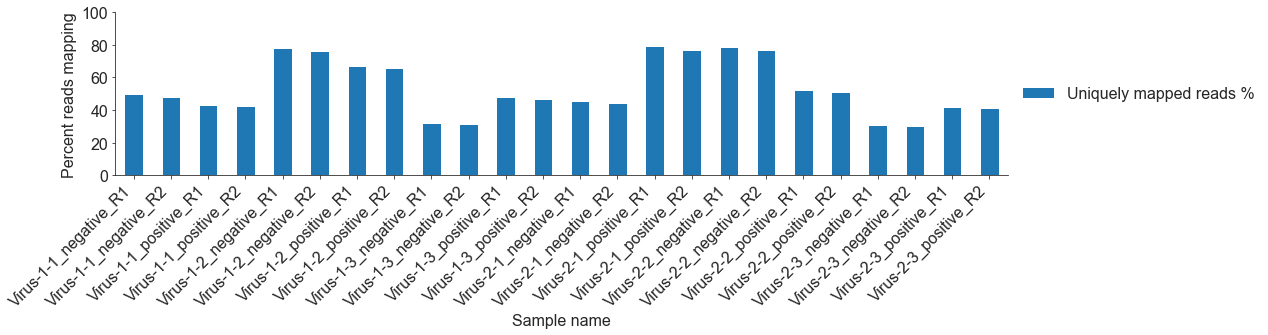 Percent reads mapping
100
80
60
40
20
0
Uniquely mapped reads %
Virus-1-1_negative_R1
Virus-1-1_negative_R2
Virus-1-1_positive_R1
Virus-1-1_positive_R2
Virus-1-2_negative_R1
Virus-1-2_negative_R2
Virus-1-2_positive_R1
Virus-1-2_positive_R2
Virus-1-3_negative_R1
Virus-1-3_negative_R2
Virus-1-3_positive_R1
Virus-1-3_positive_R2
Virus-2-1_negative_R1
Virus-2-1_negative_R2
Virus-2-1_positive_R1
Virus-2-1_positive_R2
Virus-2-2_negative_R1
Virus-2-2_negative_R2
Virus-2-2_positive_R1
Virus-2-2_positive_R2
Virus-2-3_negative_R1
Virus-2-3_negative_R2
Virus-2-3_positive_R1
Virus-2-3_positive_R2
Sample name